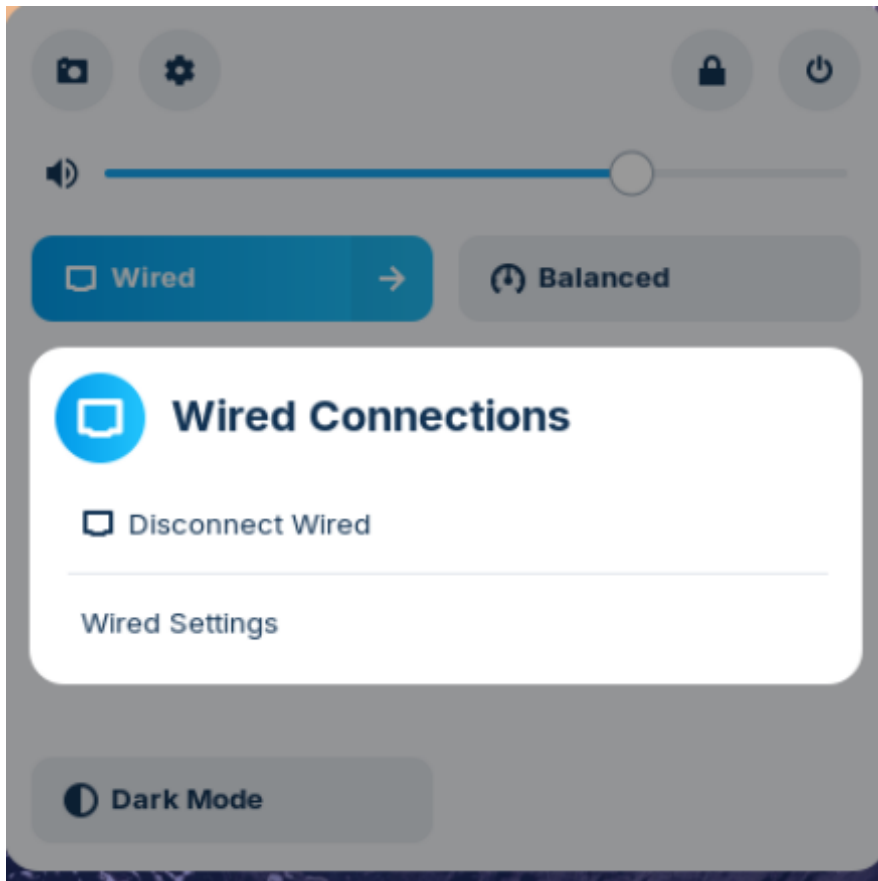 Wired
Balanced
Wired Connections
Disconnect Wired
Wired Settings
Dark Mode